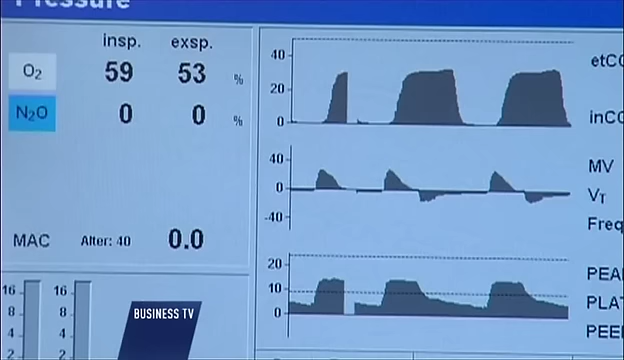 Pressure
insp. exsp.
O2 59 53 %
N2O 0 0 %
MAC Alter: 40 0.0
16 16
8 8
4 4
2 2
BUSINESS TV
40
20
0
etCO
inCO
40
0
-40
MV
VT
Freq
20
10
0
PEAK
PLAT
PEEP